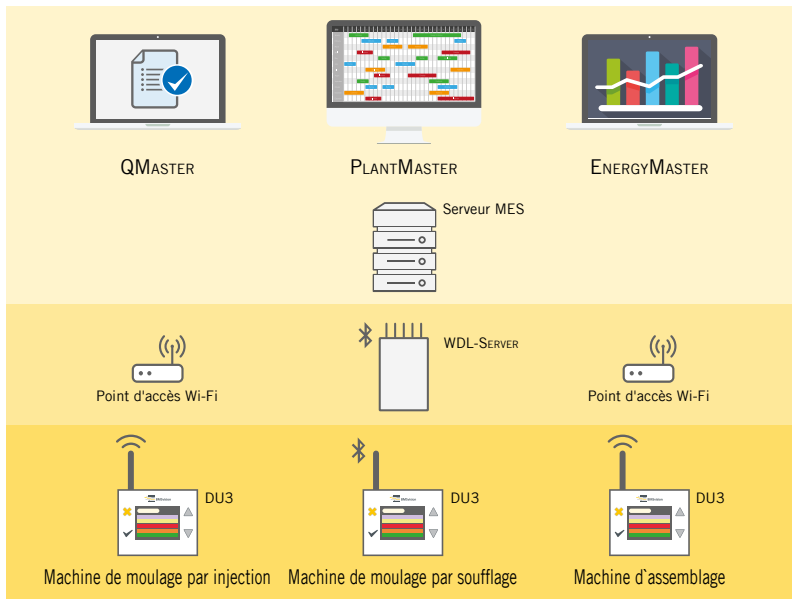 QMASTER
PLANTMASTER
ENERGYMASTER
Serveur MES
WDL-SERVER
Point d'accès Wi-Fi
Point d'accès Wi-Fi
DU3
DU3
DU3
Machine de moulage par injection
Machine de moulage par soufflage
Machine d`assemblage